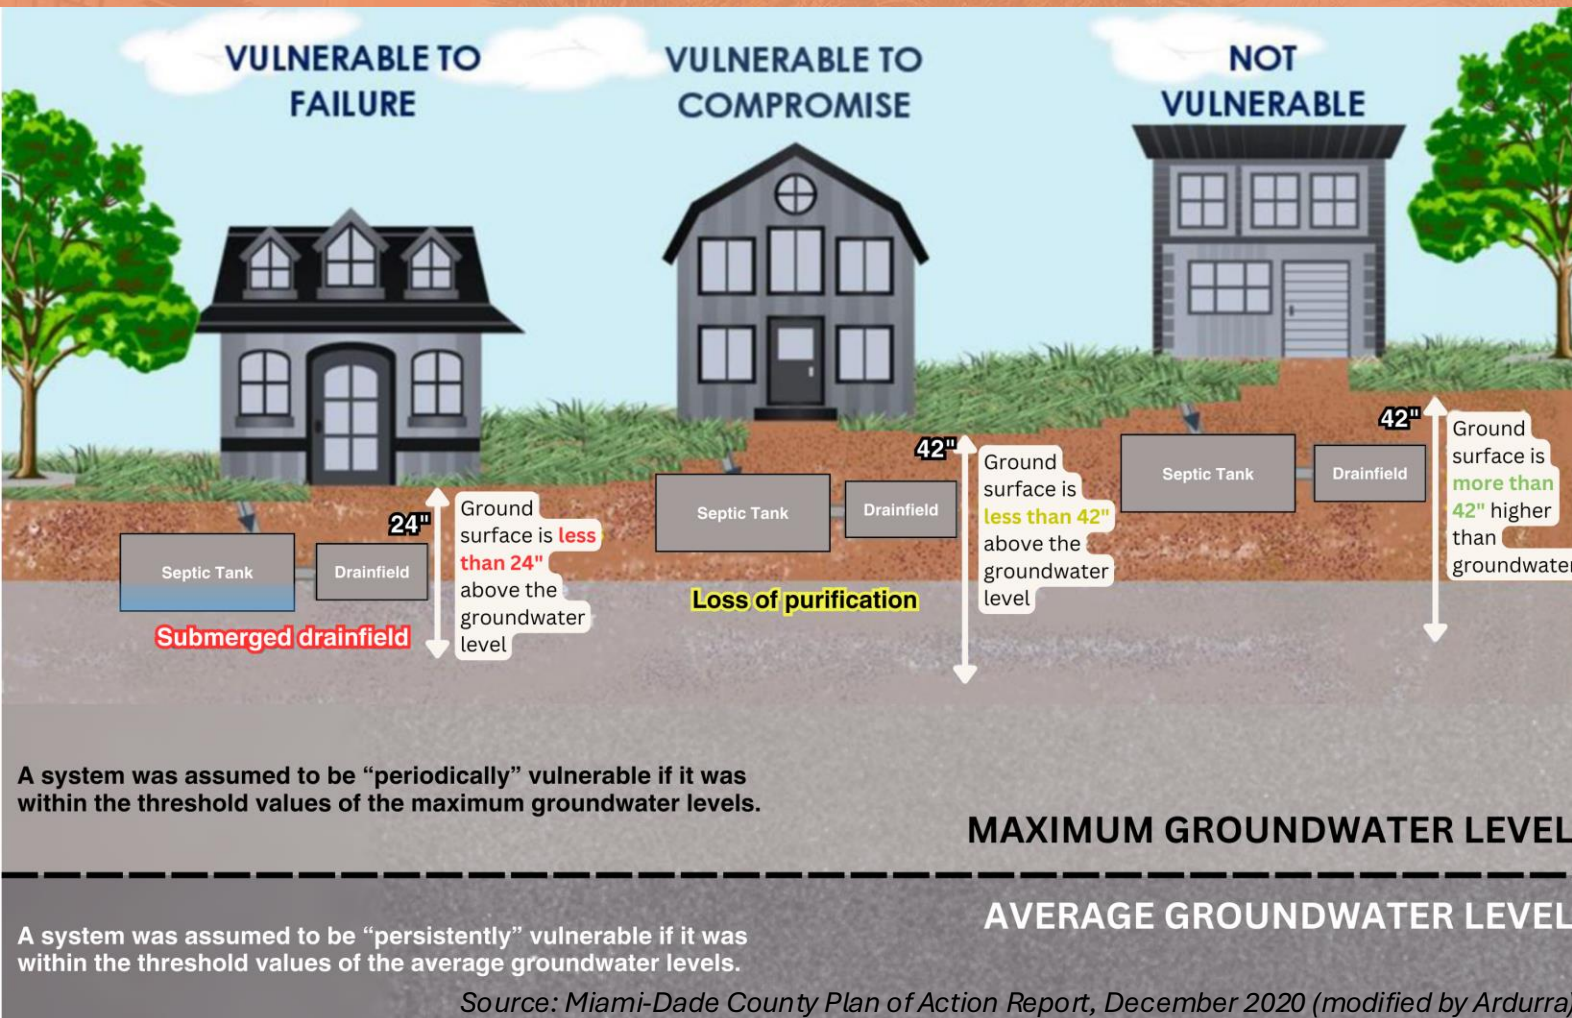 VULNERABLE TO
FAILURE
VULNERABLE TO
COMPROMISE
NOT
VULNERABLE
24"
Ground
surface is less
than 24"
above the
groundwater
level
Septic Tank
Drainfield
Submerged drainfield
42"
Ground
surface is
less than 42"
above the
groundwater
level
Septic Tank
Drainfield
Loss of purification
42"
Ground
surface is
more than
42" higher
than
groundwater
Septic Tank
Drainfield
A system was assumed to be “periodically” vulnerable if it was
within the threshold values of the maximum groundwater levels.
MAXIMUM GROUNDWATER LEVEL
AVERAGE GROUNDWATER LEVEL
A system was assumed to be “persistently” vulnerable if it was
within the threshold values of the average groundwater levels.
Source: Miami-Dade County Plan of Action Report, December 2020 (modified by Ardurra)